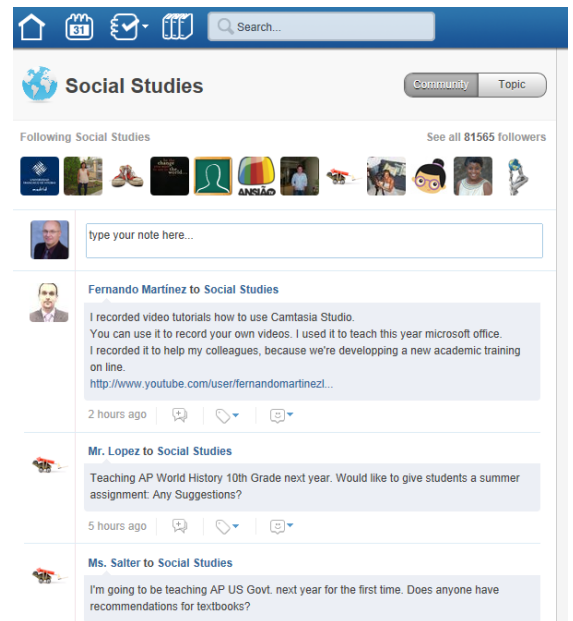 31
Search...
Social Studies
Community Topic
Following Social Studies See all 81565 followers
change
ANSIÃO
type your note here...
Fernando Martínez to Social Studies
I recorded video tutorials how to use Camtasia Studio.
You can use it to record your own videos. I used it to teach this year microsoft office.
I recorded it to help my colleagues, because we're developping a new academic training
on line.
http://www.youtube.com/user/fernandomartinezl...
2 hours ago
Mr. Lopez to Social Studies
Teaching AP World History 10th Grade next year. Would like to give students a summer
assignment: Any Suggestions?
5 hours ago
Ms. Salter to Social Studies
I'm going to be teaching AP US Govt. next year for the first time. Does anyone have
recommendations for textbooks?